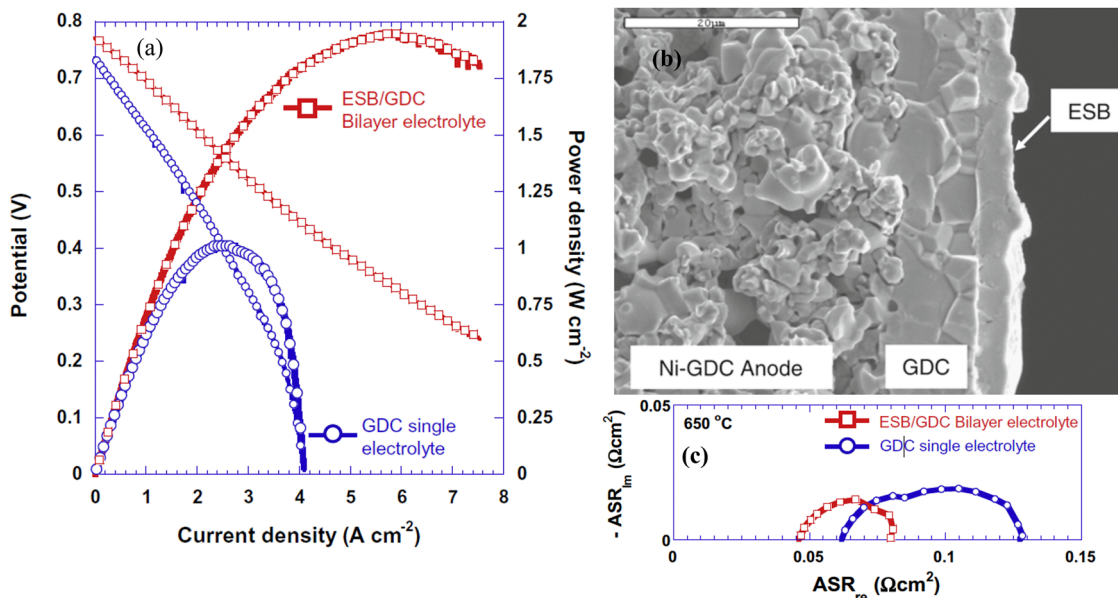 (a)
0.8
0.7
0.6
0.5
0.4
0.3
0.2
0.1
0
Potential (V)
0 1 2 3 4 5 6 7 8
Current density (A cm-2)
2
1.75
1.5
1.25
1
0.75
0.5
0.25
0
Power density (W cm-2)
ESB/GDC
Bilayer electrolyte
GDC single
electrolyte
20μm
(b)
ESB
Ni-GDC Anode
GDC
0.05
0
- ASR Im (Ωcm2)
650 °C
(c)
ESB/GDC Bilayer electrolyte
GDC single electrolyte
0 0.05 0.1 0.15
ASR re (Ωcm2)